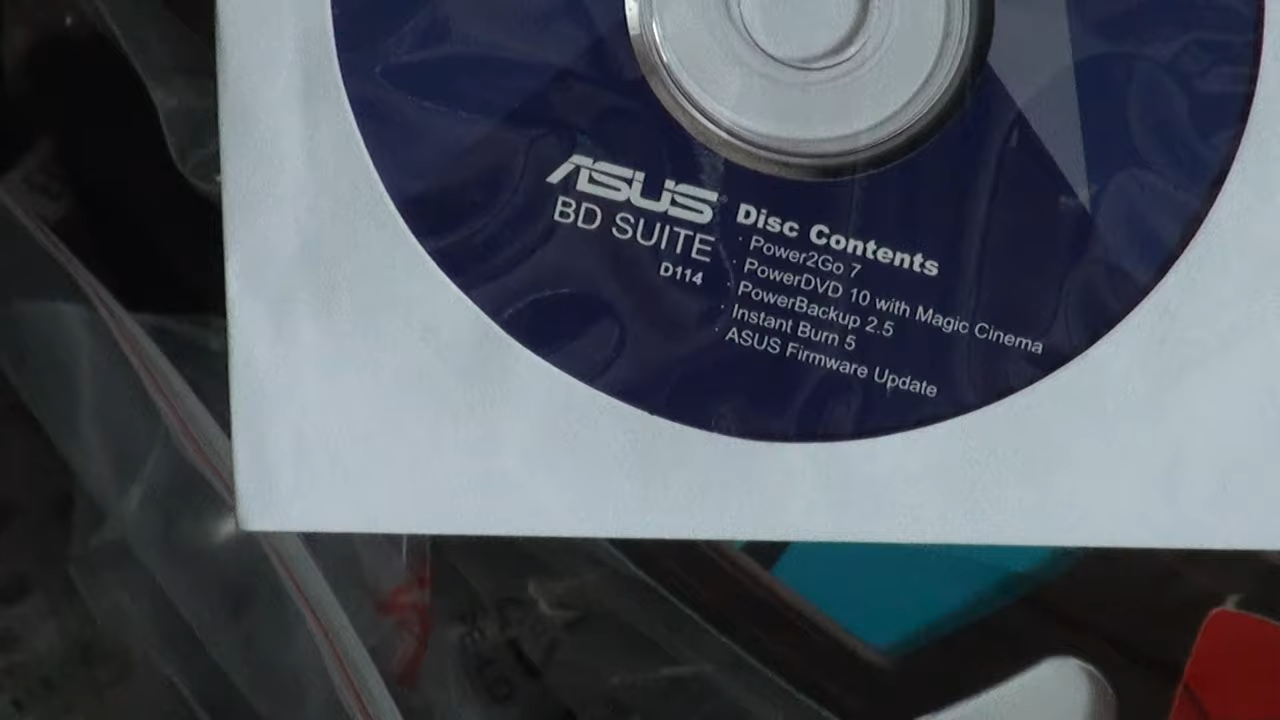 ASUS
BD SUITE
D114
Disc Contents
· Power2Go 7
· PowerDVD 10 with Magic Cinema
· PowerBackup 2.5
· Instant Burn 5
· ASUS Firmware Update